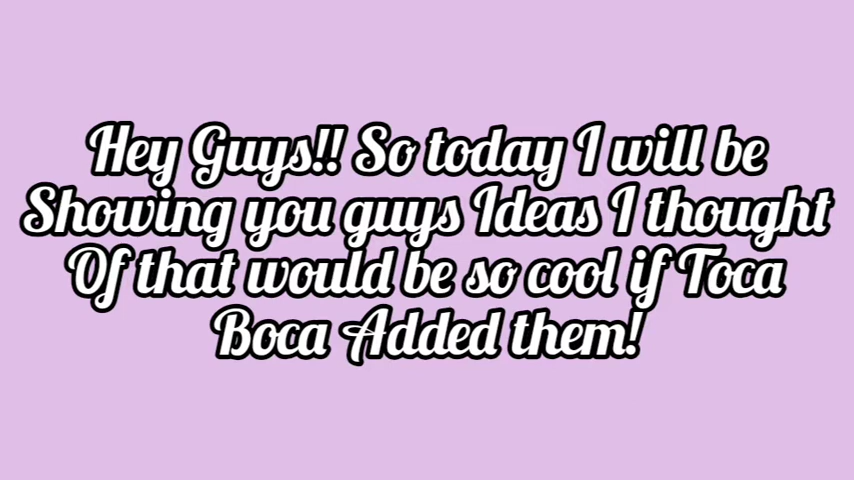 Hey Guys!! So today I will be
Showing you guys Ideas I thought
Of that would be so cool if Toca
Boca Added them!